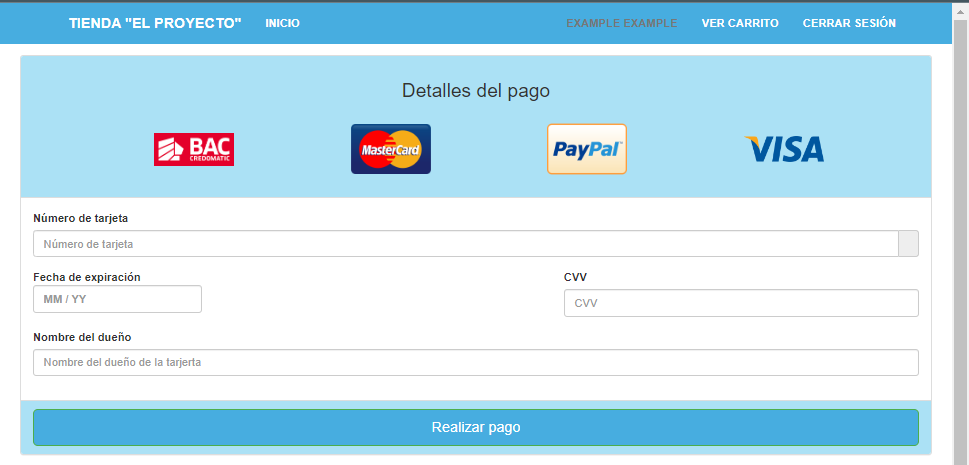 TIENDA "EL PROYECTO" INICIO EXAMPLE EXAMPLE VER CARRITO CERRAR SESIÓN
Detalles del pago
BAC CREDOMATIC
MasterCard
PayPal
VISA
Número de tarjeta
Número de tarjeta
Fecha de expiración
MM / YY
CVV
CVV
Nombre del dueño
Nombre del dueño de la tarjerta
Realizar pago